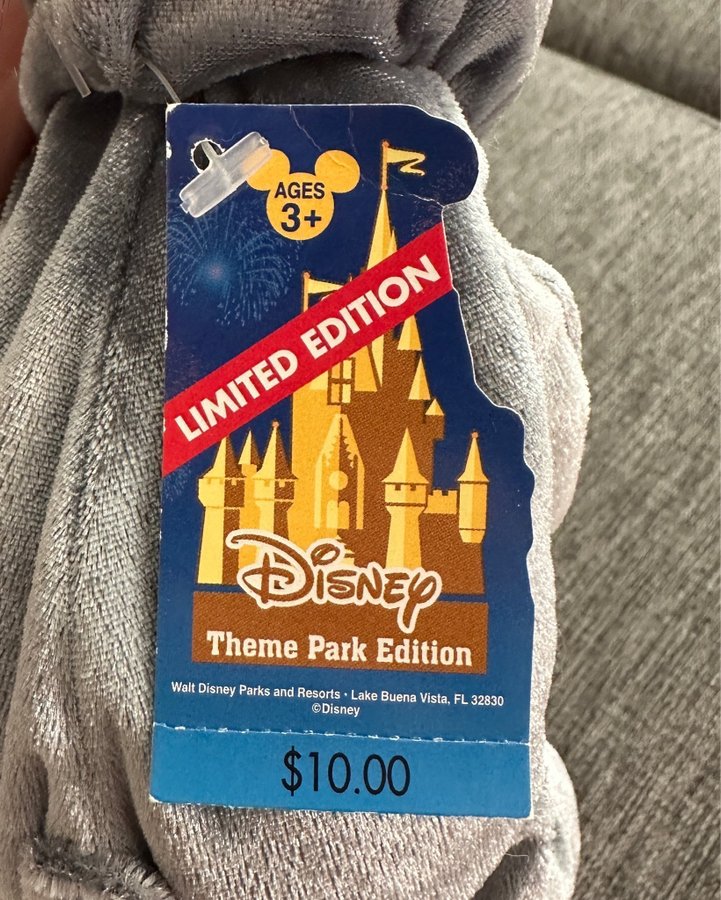 AGES
3+
LIMITED EDITION
Disney
Theme Park Edition
Walt Disney Parks and Resorts • Lake Buena Vista, FL 32830
©Disney
$10.00